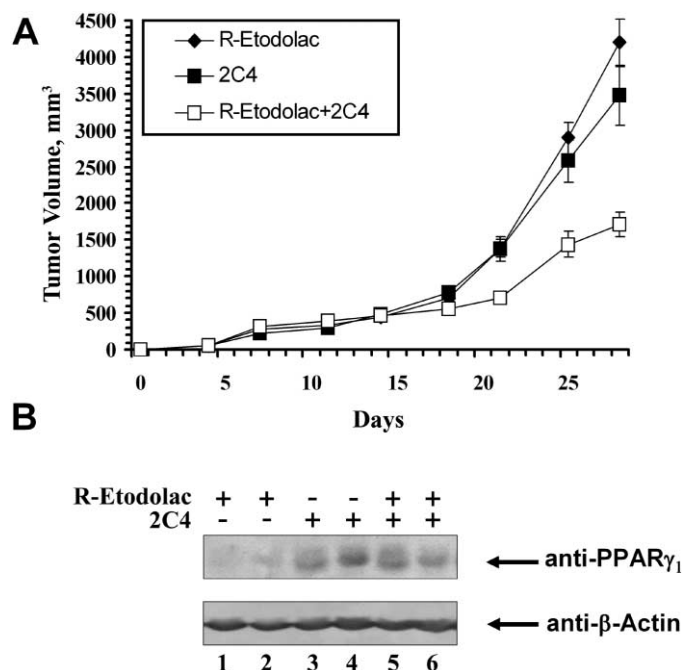 A
R-Etodolac
2C4
R-Etodolac+2C4
Tumor Volume, mm³
4500
4000
3500
3000
2500
2000
1500
1000
500
0
0 5 10 15 20 25
Days
B
R-Etodolac + + - - + +
2C4 - - + + + +
anti-PPARγ₁
anti-β-Actin
1 2 3 4 5 6